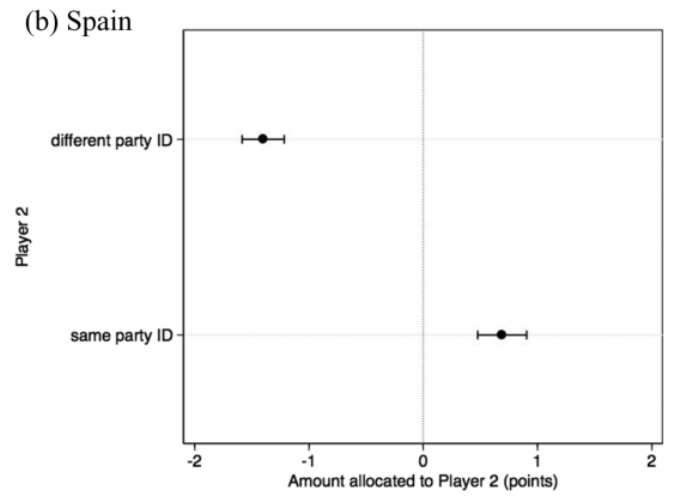 (b) Spain
different party ID
Player 2
same party ID
-2 -1 0 1 2
Amount allocated to Player 2 (points)